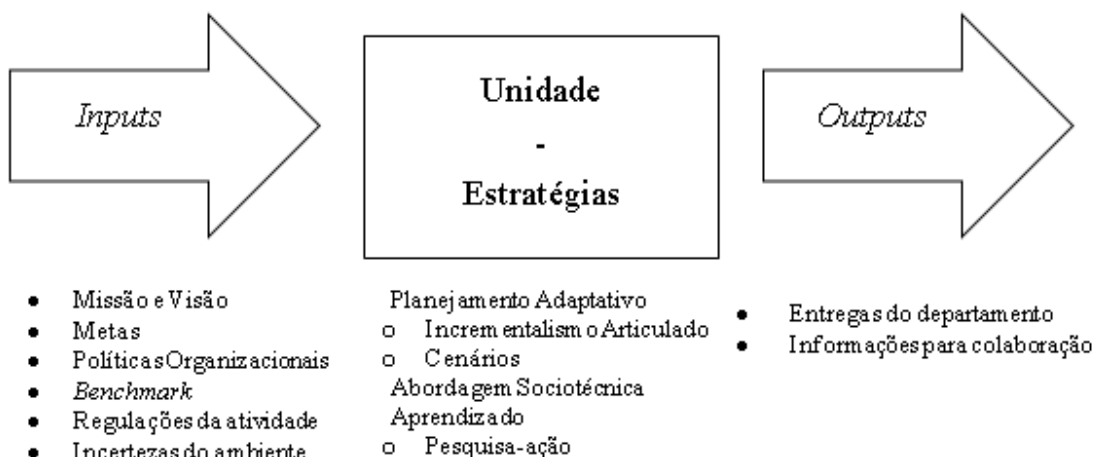 Inputs
Unidade
-
Estratégias
Outputs
● Missão e Visão
● Metas
● Políticas Organizacionais
● Benchmark
● Regulações da atividade
● Incertezas do ambiente
Planejamento Adaptativo
o Incrementalismo Articulado
o Cenários
Abordagem Sociotécnica
Aprendizado
o Pesquisa-ação
● Entregas do departamento
● Informações para colaboração